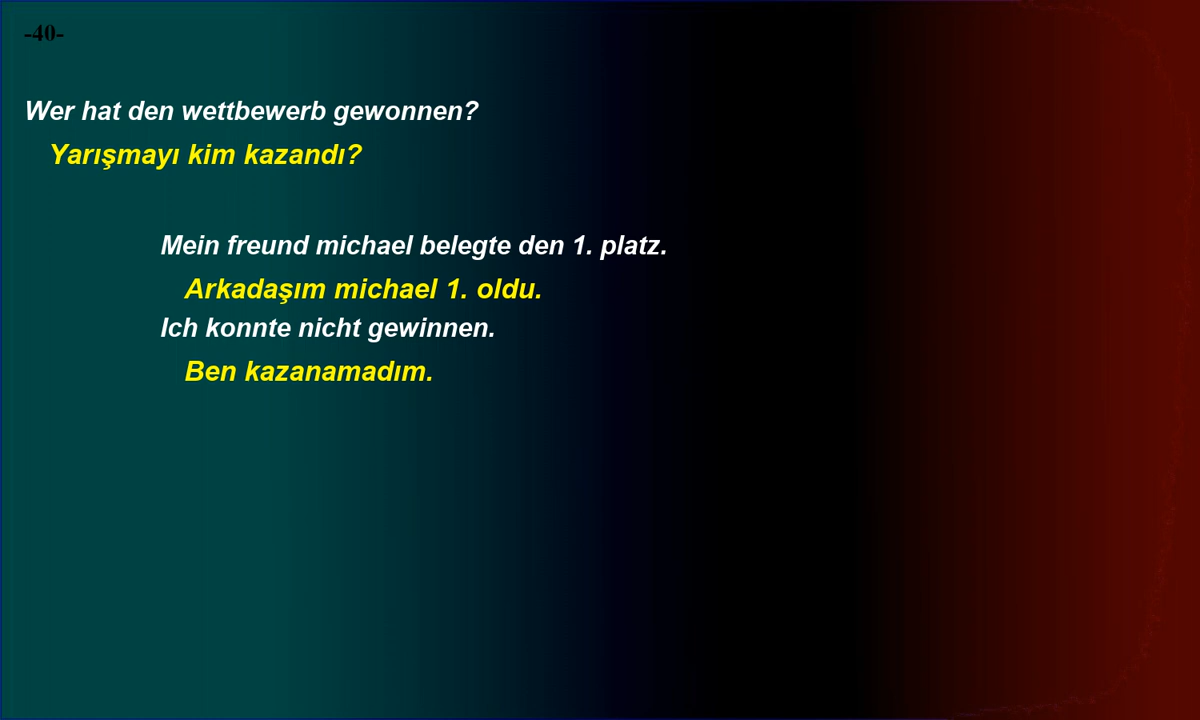 -40-
Wer hat den wettbewerb gewonnen?
Yarışmayı kim kazandı?
Mein freund michael belegte den 1. platz.
Arkadaşım michael 1. oldu.
Ich konnte nicht gewinnen.
Ben kazanamadım.